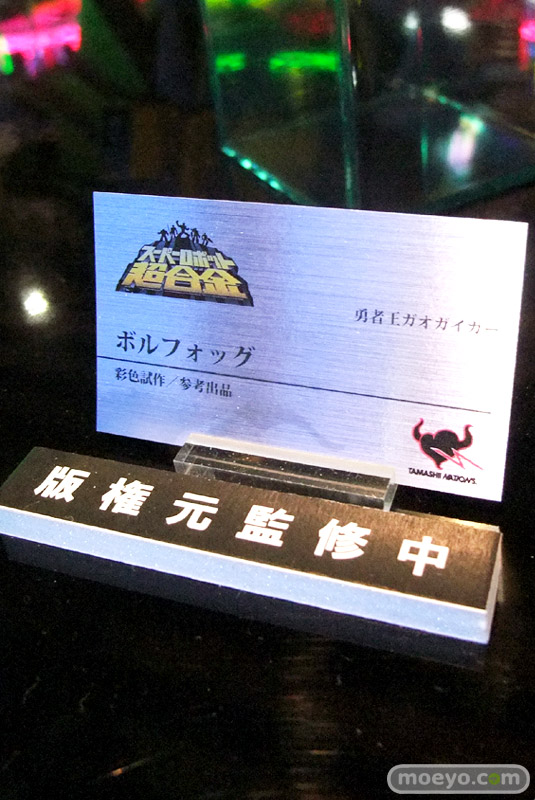 スーパーロボット
超合金
勇者王ガオガイガー
ボルフォッグ
彩色試作／参考出品
TAMASHII NATIONS
版権元監修中
moeyo.com